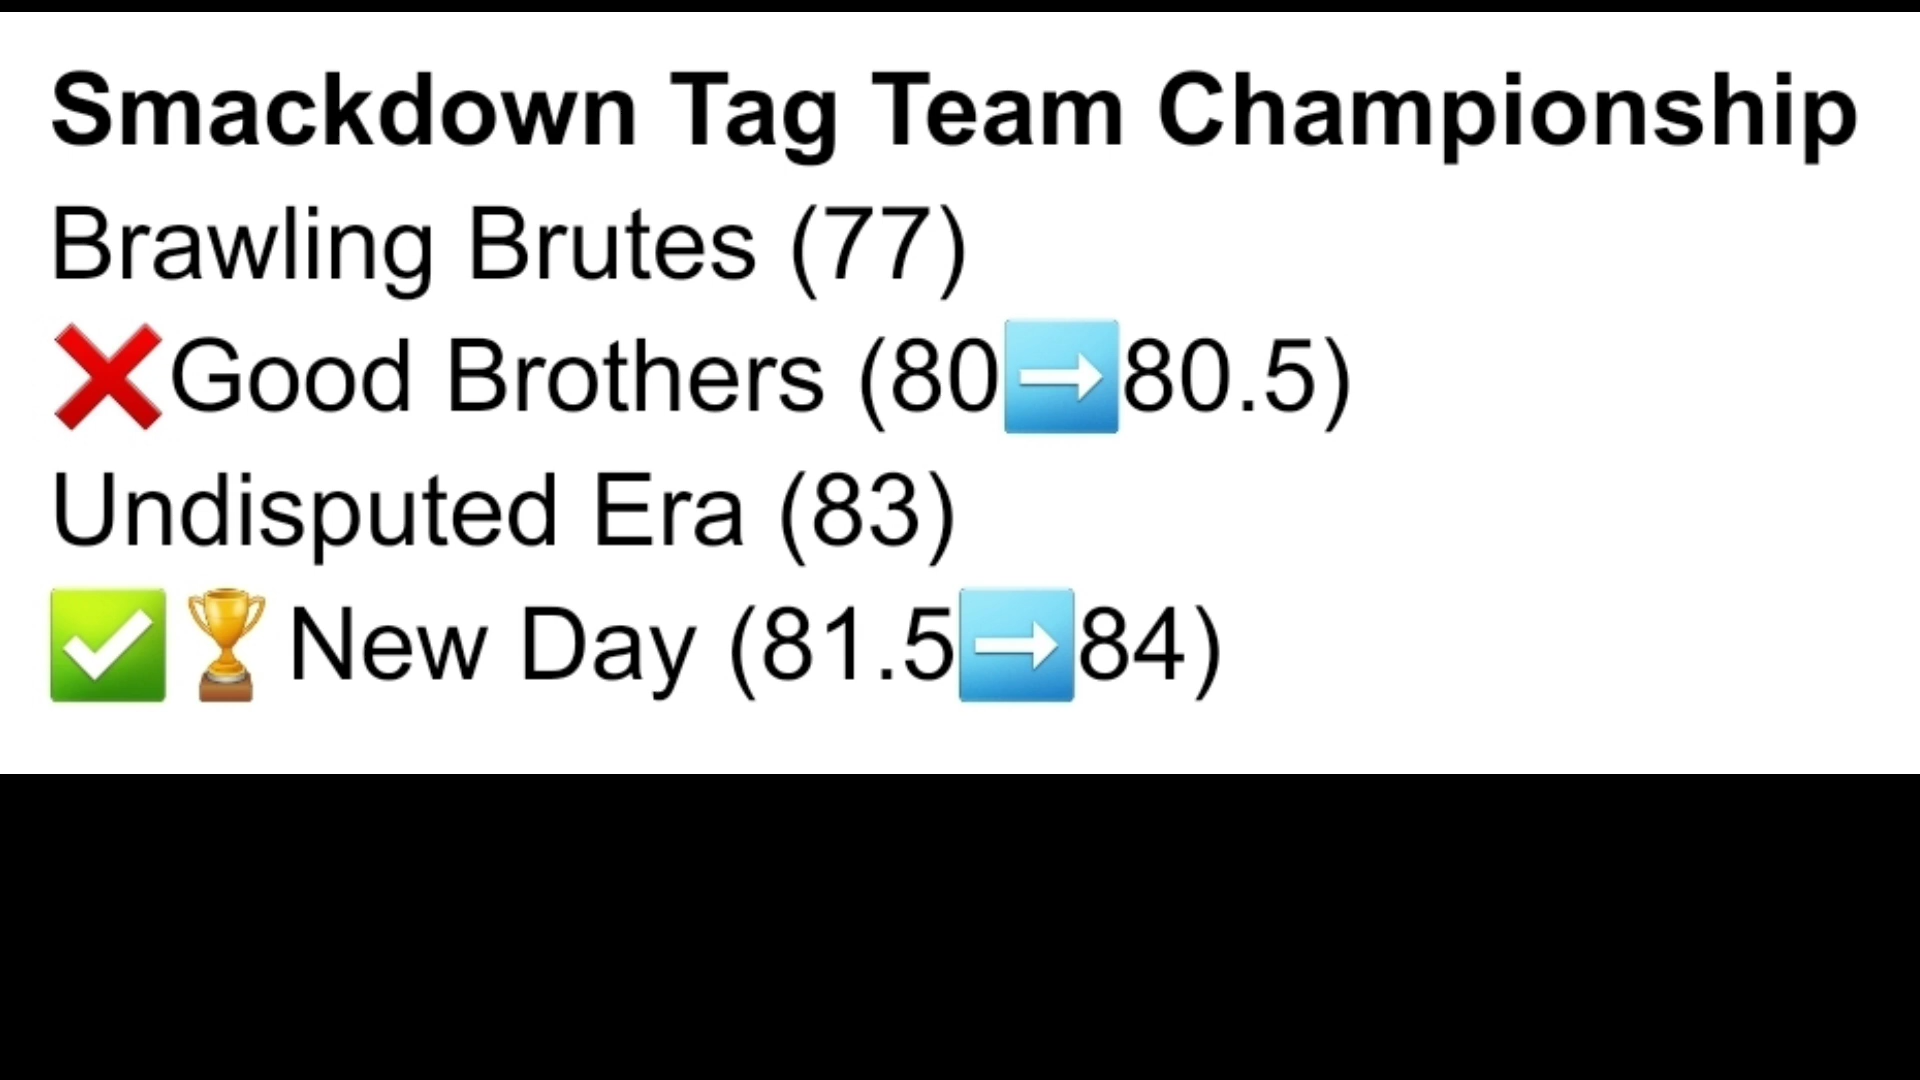 Smackdown Tag Team Championship
Brawling Brutes (77)
❌Good Brothers (80➡️80.5)
Undisputed Era (83)
✅🏆New Day (81.5➡️84)